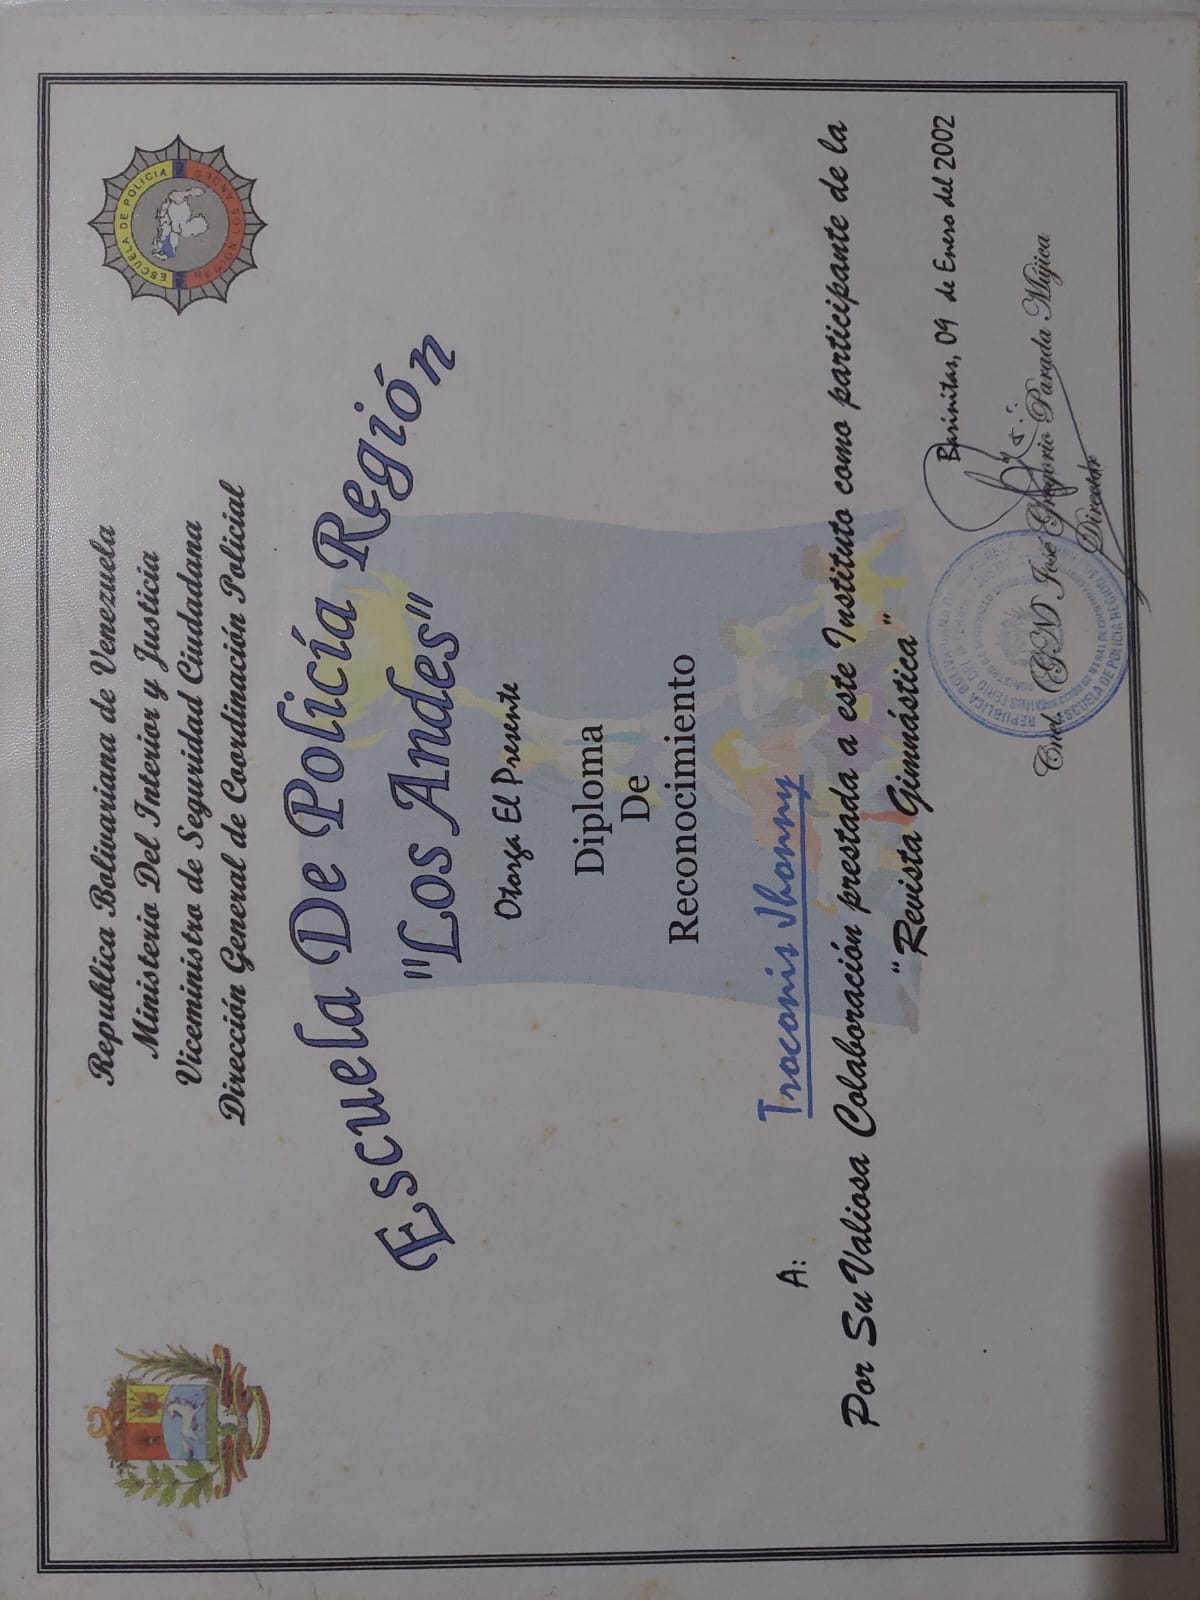 Republica Bolivariana de Venezuela
Ministerio Del Interior y Justicia
Viceministro de Seguridad Ciudadana
Dirección General de Coordinación Policial
ESCUELA DE POLICIA
REGION LOS ANDES
Escuela De Policía Región
"Los Andes"
Otorga El Presente
Diploma
De
Reconocimiento
A: Troconis Jhonny
Por Su Valiosa Colaboración prestada a este Instituto como participante de la
"Revista Gimnástica"
Barinitas, 09 de Enero del 2002
(GN) José Gregorio Parada Mujica
Director